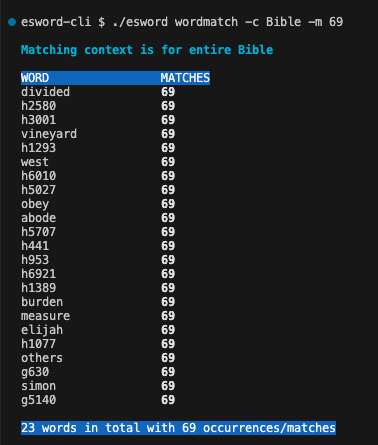 esword-cli $ ./esword wordmatch -c Bible -m 69
Matching context is for entire Bible
WORD MATCHES
divided 69
h2580 69
h3001 69
vineyard 69
h1293 69
west 69
h6010 69
h5027 69
obey 69
abode 69
h5707 69
h441 69
h953 69
h6921 69
h1389 69
burden 69
measure 69
elijah 69
h1077 69
others 69
g630 69
simon 69
g5140 69
23 words in total with 69 occurrences/matches